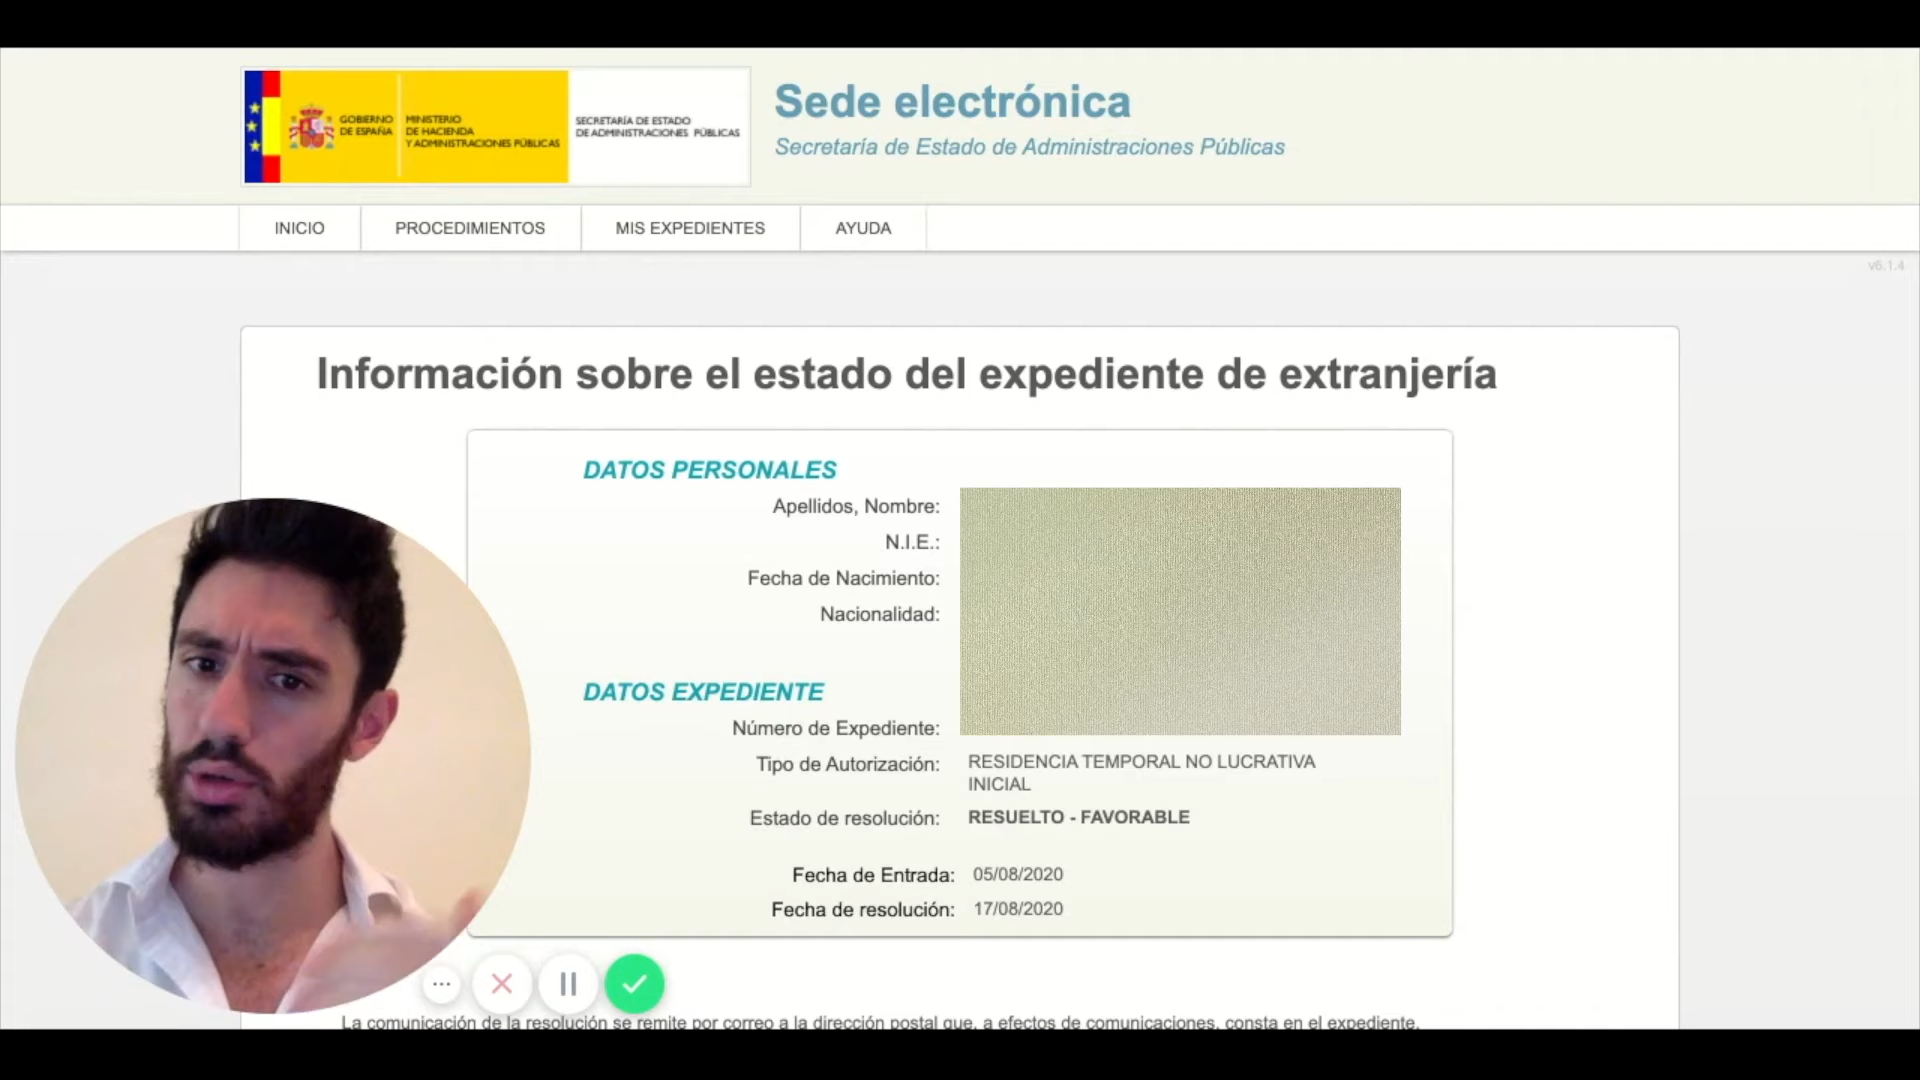 GOBIERNO
DE ESPAÑA
MINISTERIO
DE HACIENDA
Y ADMINISTRACIONES PÚBLICAS
SECRETARÍA DE ESTADO
DE ADMINISTRACIONES PÚBLICAS
Sede electrónica
Secretaría de Estado de Administraciones Públicas
INICIO
PROCEDIMIENTOS
MIS EXPEDIENTES
AYUDA
v6.1.4
Información sobre el estado del expediente de extranjería
DATOS PERSONALES
Apellidos, Nombre:
N.I.E.:
Fecha de Nacimiento:
Nacionalidad:
DATOS EXPEDIENTE
Número de Expediente:
Tipo de Autorización: RESIDENCIA TEMPORAL NO LUCRATIVA
INICIAL
Estado de resolución: RESUELTO - FAVORABLE
Fecha de Entrada: 05/08/2020
Fecha de resolución: 17/08/2020
La comunicación de la resolución se remite por correo a la dirección postal que, a efectos de comunicaciones, consta en el expediente.